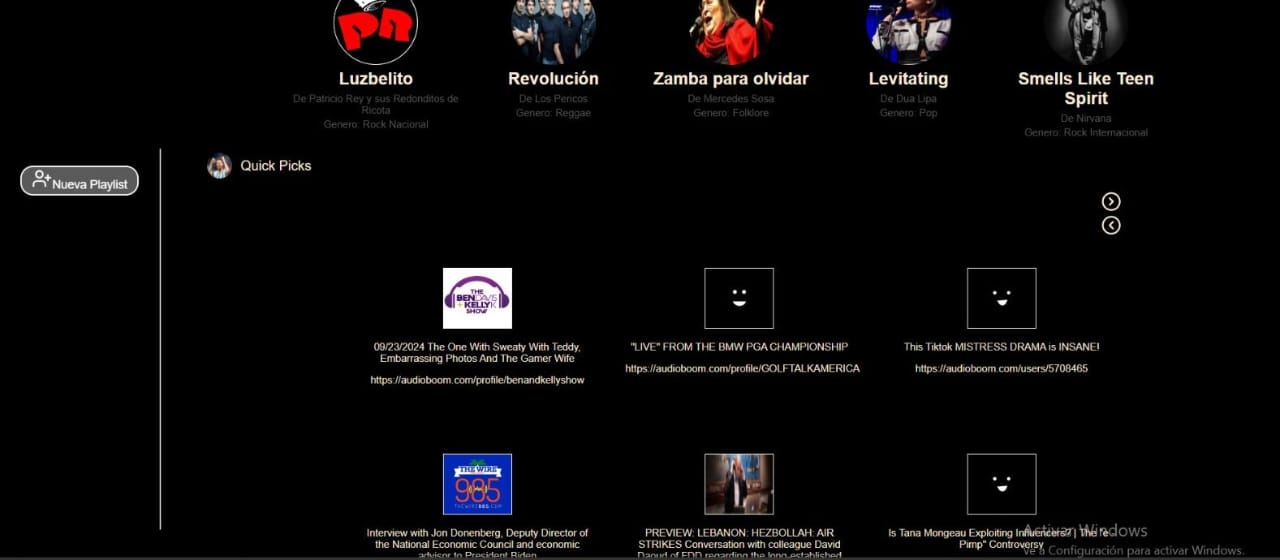 PR
Luzbelito
De Patricio Rey y sus Redonditos de
Ricota
Genero: Rock Nacional
Revolución
De Los Pericos
Genero: Reggae
Zamba para olvidar
De Mercedes Sosa
Genero: Folklore
Levitating
De Dua Lipa
Genero: Pop
Smells Like Teen
Spirit
De Nirvana
Genero: Rock Internacional
Nueva Playlist
Quick Picks
THE
BEN DAVIS
+ KELLY K
SHOW
09/23/2024 The One With Sweaty With Teddy,
Embarrassing Photos And The Gamer Wife
https://audioboom.com/profile/benandkellyshow
"LIVE" FROM THE BMW PGA CHAMPIONSHIP
https://audioboom.com/profile/GOLFTALKAMERICA
This Tiktok MISTRESS DRAMA is INSANE!
https://audioboom.com/users/5708465
THE WIRE
98.5
THEWIRE985.COM
Interview with Jon Donenberg, Deputy Director of
the National Economic Council and economic
advisor to President Biden
PREVIEW: LEBANON: HEZBOLLAH: AIR
STRIKES Conversation with colleague David
Daoud of FDD regarding the long-established
Is Tana Mongeau Exploiting Influencers? | The
Pimp" Controversy
Activar Windows
Ve a Configuración para activar Windows.